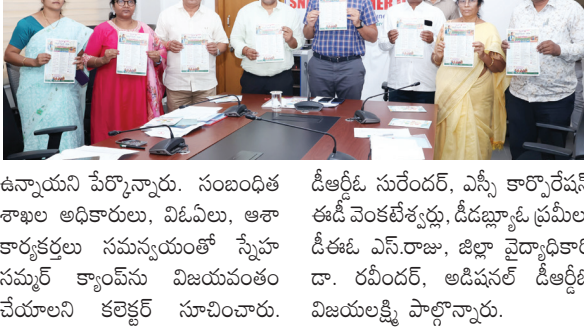 ఉన్నాయని పేర్కొన్నారు. సంబంధిత
శాఖల అధికారులు, విఓఏలు, ఆశా
కార్యకర్తలు సమన్వయంతో స్నేహ
సమ్మర్ క్యాంప్‌ను విజయవంతం
చేయాలని కలెక్టర్ సూచించారు.
డీఆర్డీఓ సురేందర్, ఎస్సీ కార్పొరేషన్
ఈడీ వెంకటేశ్వర్లు, డీడబ్ల్యూఓ ప్రమీల,
డీఈఓ ఎస్.రాజు, జిల్లా వైద్యాధికారి
డా. రవీందర్, అడిషనల్ డీఆర్డీఓ
విజయలక్ష్మి పాల్గొన్నారు.